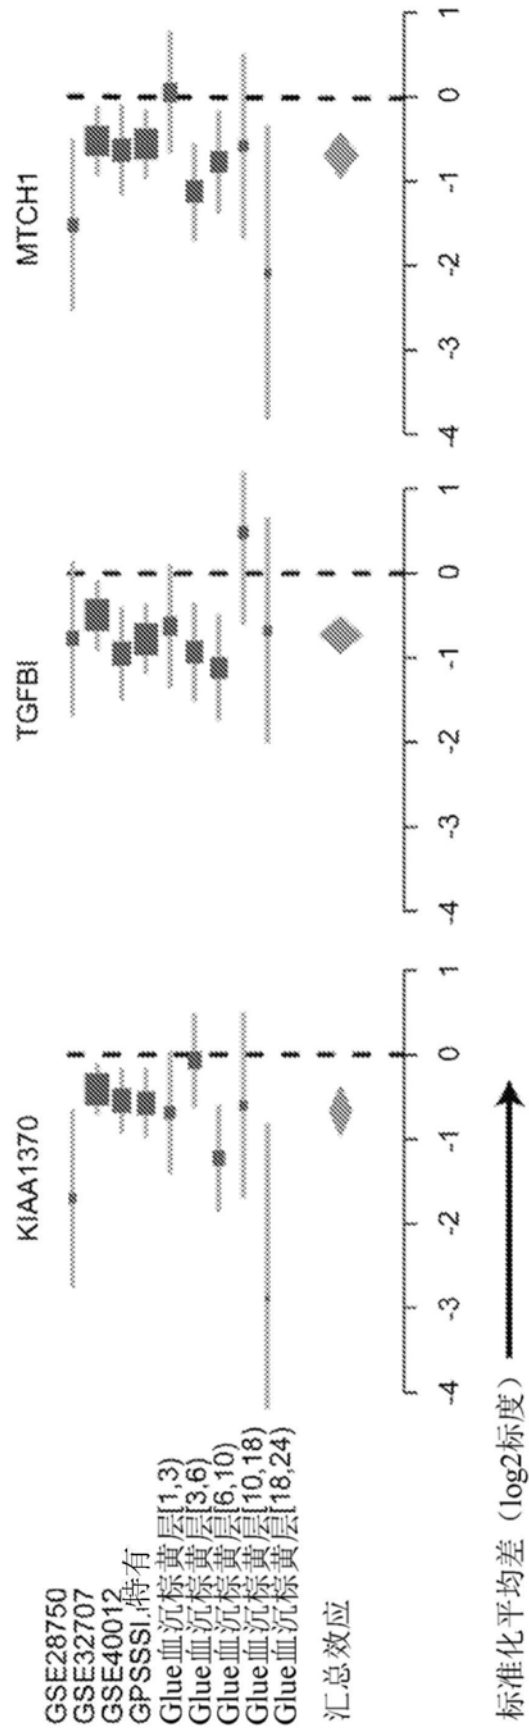 KIAA1370
TGFBI
MTCH1
GSE28750
GSE32707
GSE40012
GPSSSI.特有
Glue血沉棕黄层[1,3)
Glue血沉棕黄层[3,6)
Glue血沉棕黄层[6,10)
Glue血沉棕黄层[10,18)
Glue血沉棕黄层[18,24)
汇总效应
-4 -3 -2 -1 0 1
-4 -3 -2 -1 0 1
-4 -3 -2 -1 0 1
标准化平均差（log2标度）